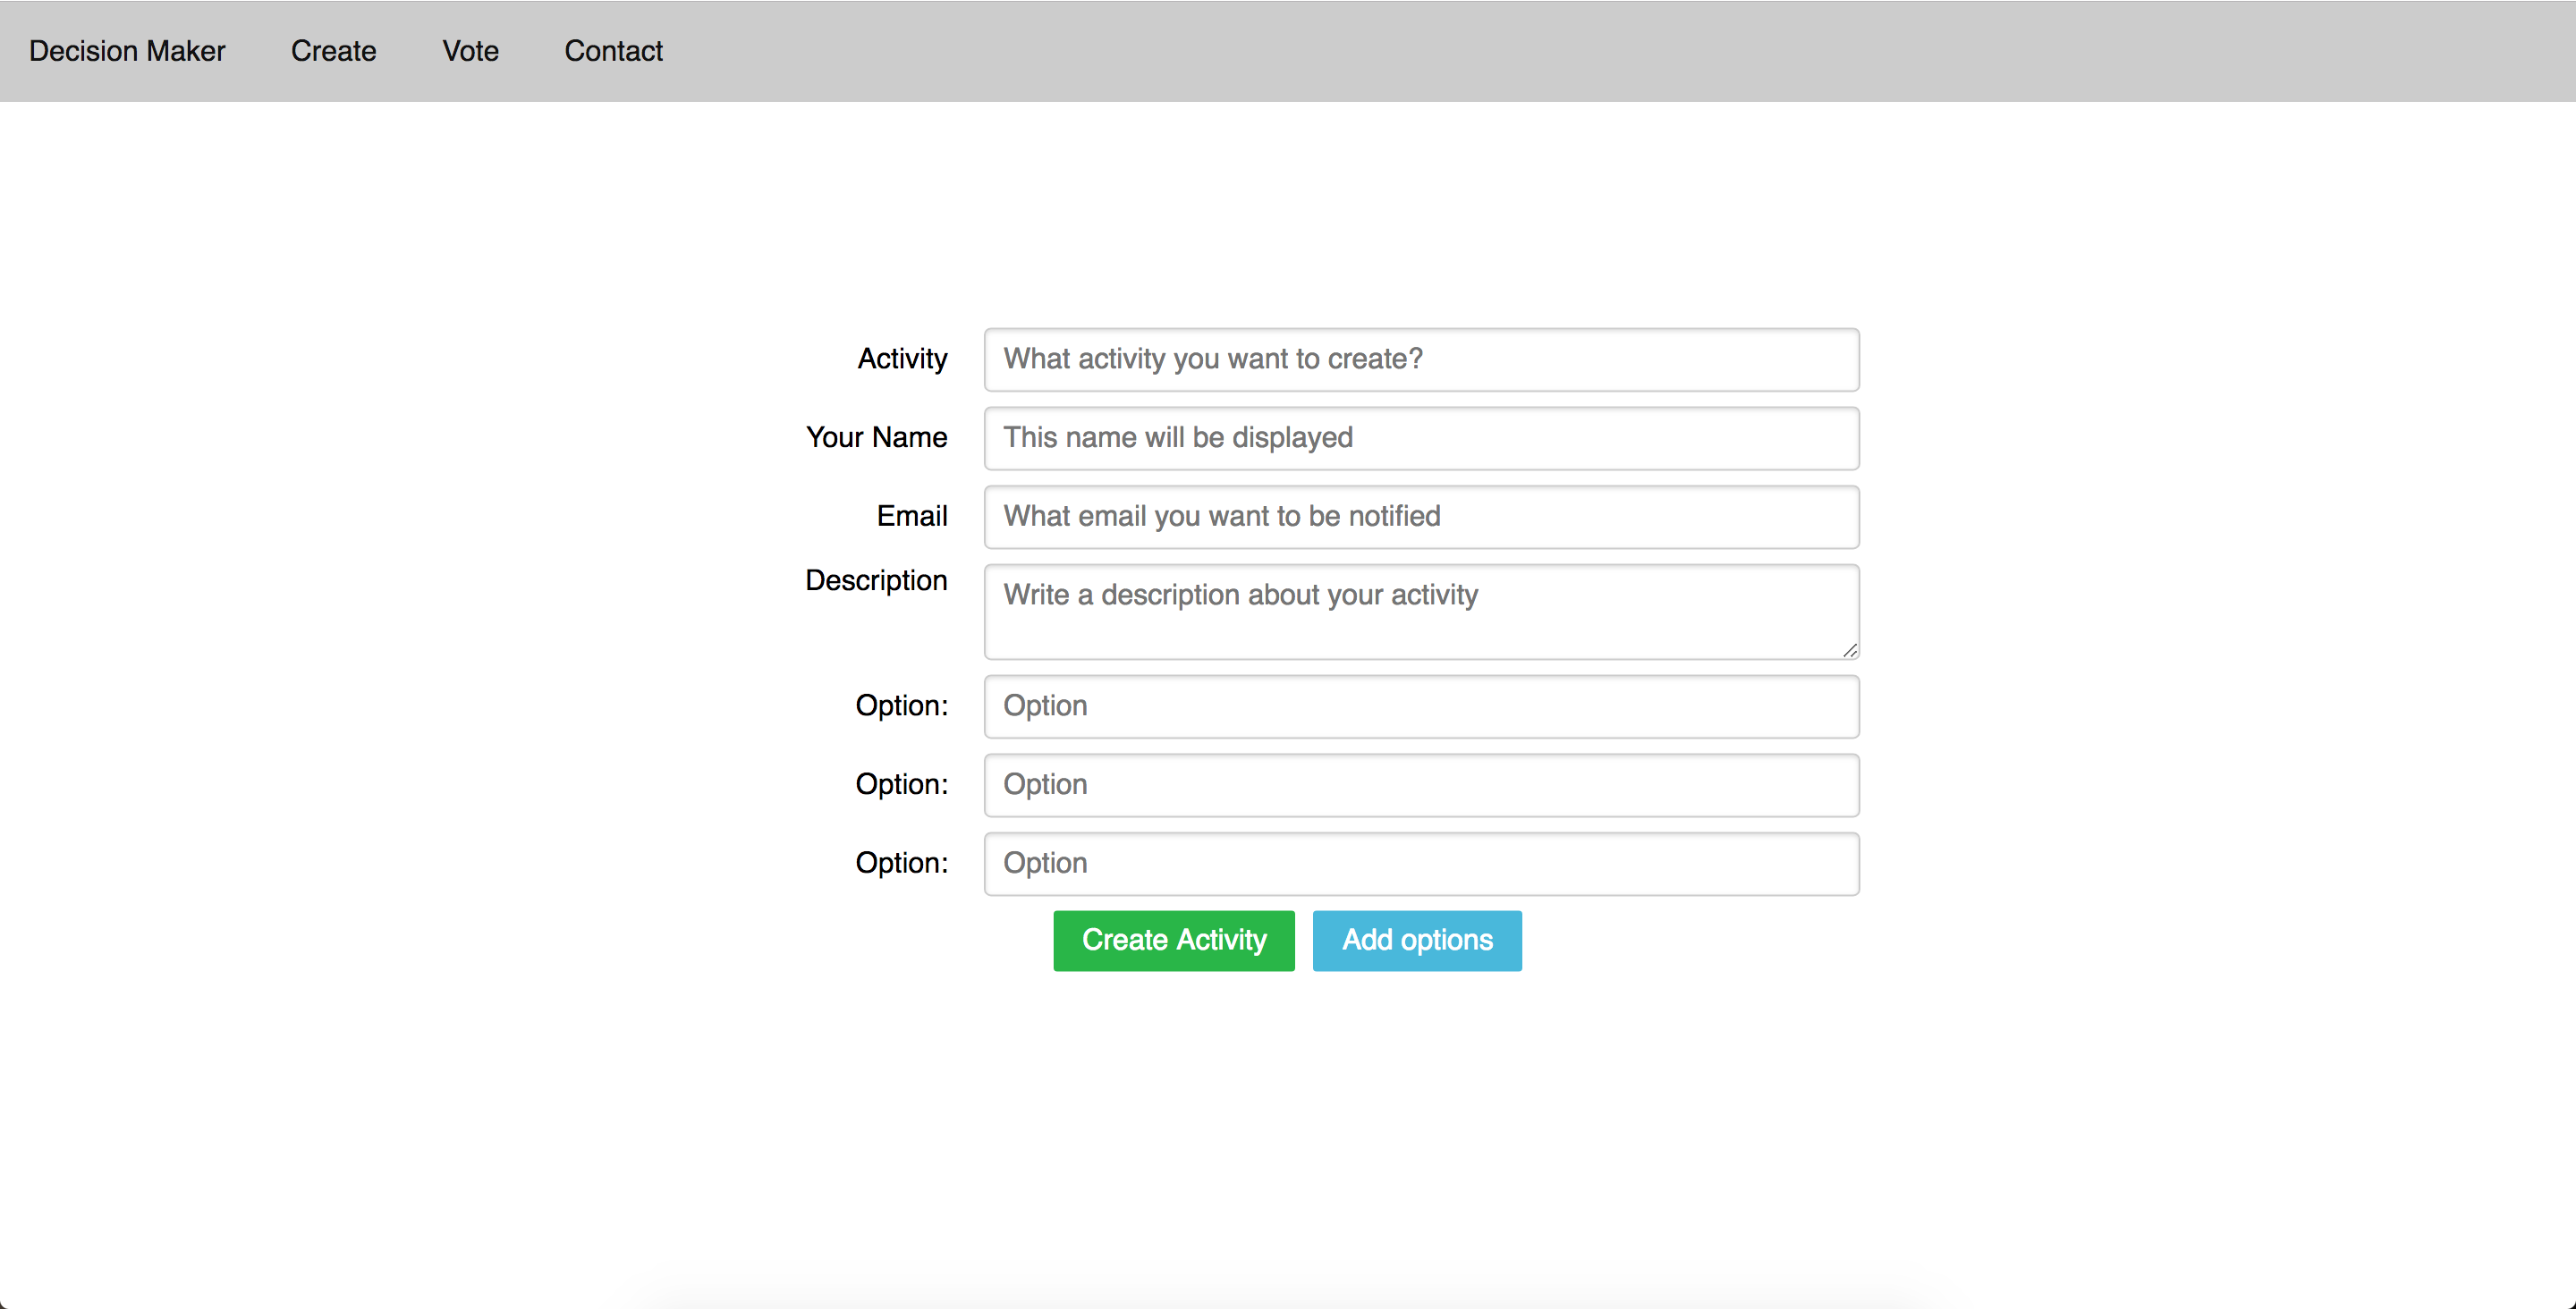 Decision Maker Create Vote Contact
Activity What activity you want to create?
Your Name This name will be displayed
Email What email you want to be notified
Description Write a description about your activity
Option: Option
Option: Option
Option: Option
Create Activity Add options